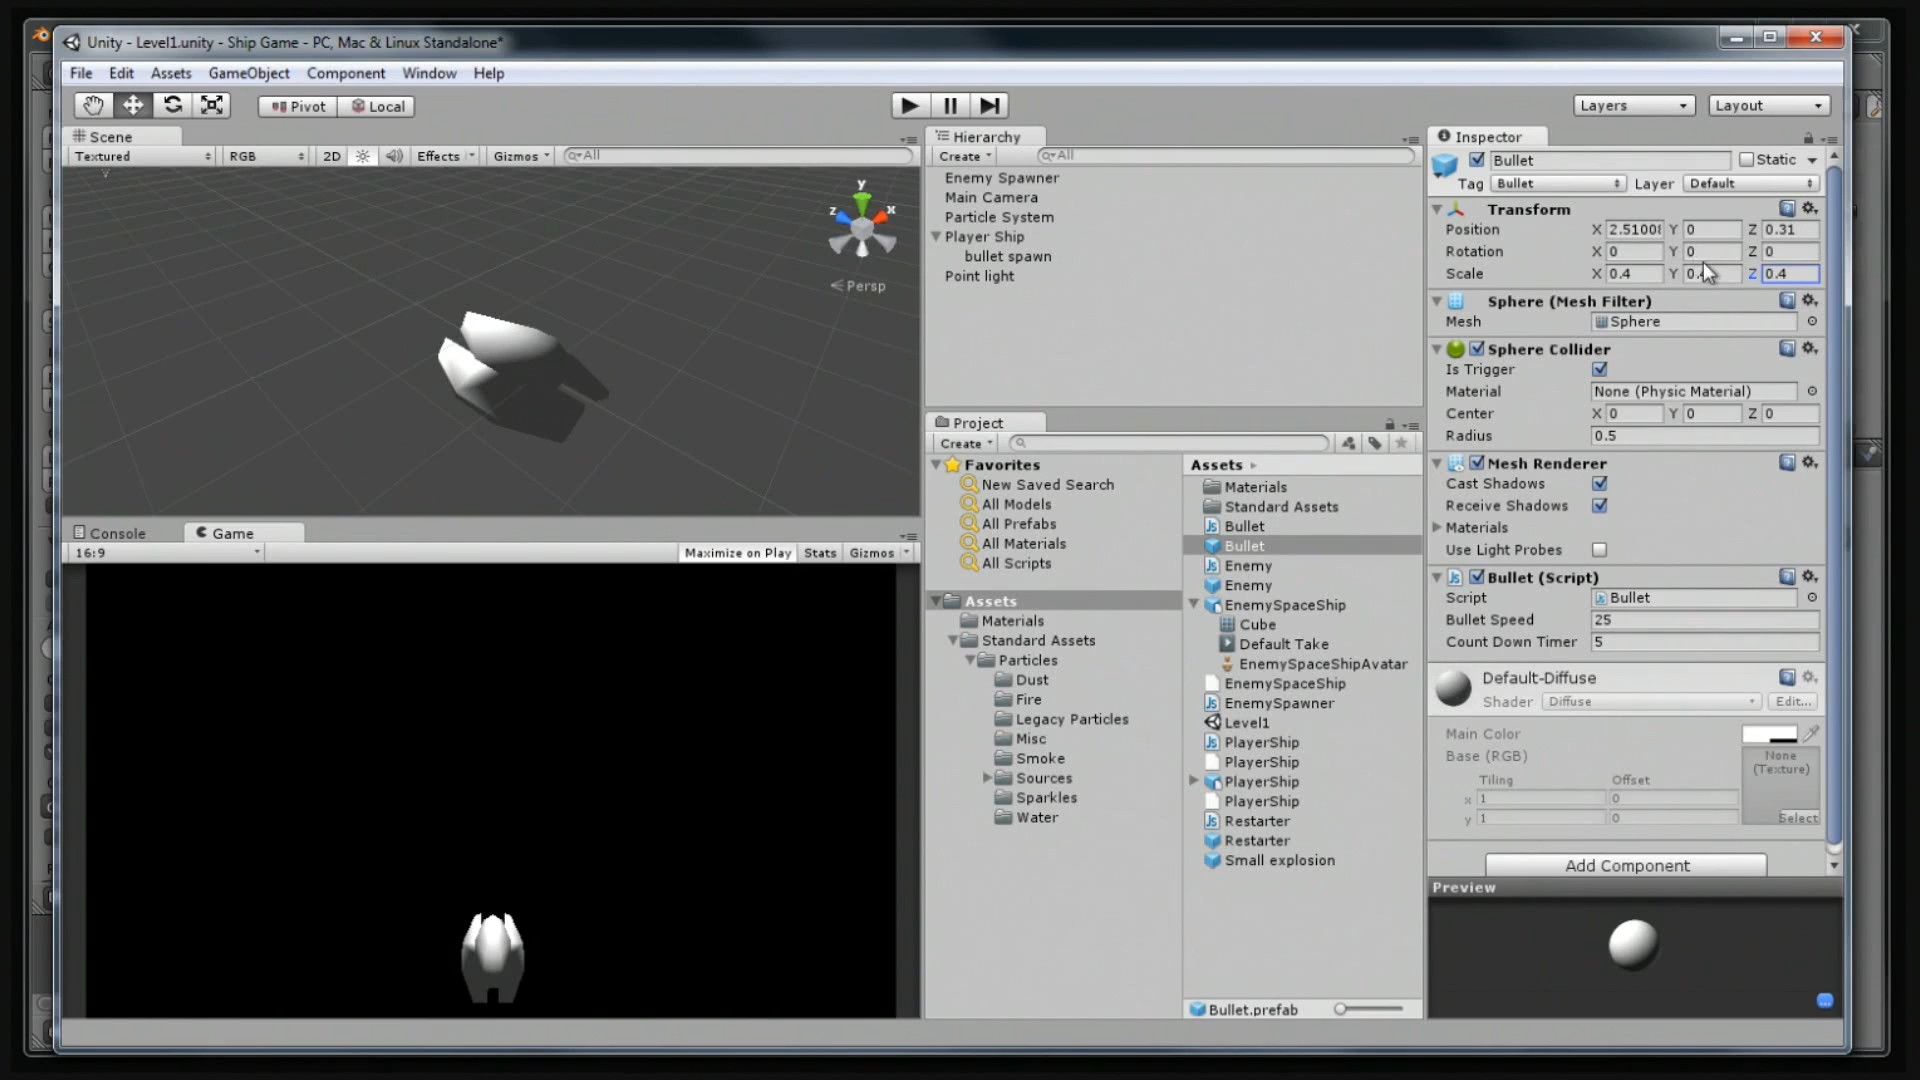 Unity - Level1.unity - Ship Game - PC, Mac & Linux Standalone*
File Edit Assets GameObject Component Window Help
Pivot Local
Layers Layout
Scene
Textured RGB 2D Effects Gizmos All
y
z x
Persp
Console Game
16:9 Maximize on Play Stats Gizmos
Hierarchy
Create All
Enemy Spawner
Main Camera
Particle System
Player Ship
bullet spawn
Point light
Project
Create
Favorites
New Saved Search
All Models
All Prefabs
All Materials
All Scripts
Assets
Materials
Standard Assets
Particles
Dust
Fire
Legacy Particles
Misc
Smoke
Sources
Sparkles
Water
Assets
Materials
Standard Assets
Bullet
Bullet
Enemy
Enemy
EnemySpaceShip
Cube
Default Take
EnemySpaceShipAvatar
EnemySpaceShip
EnemySpawner
Level1
PlayerShip
PlayerShip
PlayerShip
PlayerShip
Restarter
Restarter
Small explosion
Bullet.prefab
Inspector
Bullet Static
Tag Bullet Layer Default
Transform
Position X 2.51008 Y 0 Z 0.31
Rotation X 0 Y 0 Z 0
Scale X 0.4 Y 0.4 Z 0.4
Sphere (Mesh Filter)
Mesh Sphere
Sphere Collider
Is Trigger
Material None (Physic Material)
Center X 0 Y 0 Z 0
Radius 0.5
Mesh Renderer
Cast Shadows
Receive Shadows
Materials
Use Light Probes
Bullet (Script)
Script Bullet
Bullet Speed 25
Count Down Timer 5
Default-Diffuse
Shader Diffuse Edit...
Main Color
Base (RGB) None
(Texture)
Tiling Offset
x 1 0
y 1 0
Select
Add Component
Preview